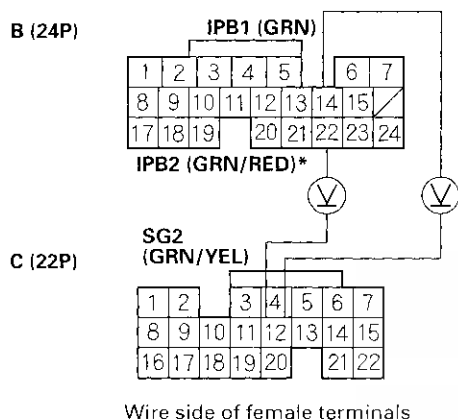 B (24P)
IPB1 (GRN)
1 2 3 4 5 6 7
8 9 10 11 12 13 14 15
17 18 19 20 21 22 23 24
IPB2 (GRN/RED)*
V V
C (22P)
SG2
(GRN/YEL)
1 2 3 4 5 6 7
8 9 10 11 12 13 14 15
16 17 18 19 20 21 22
Wire side of female terminals